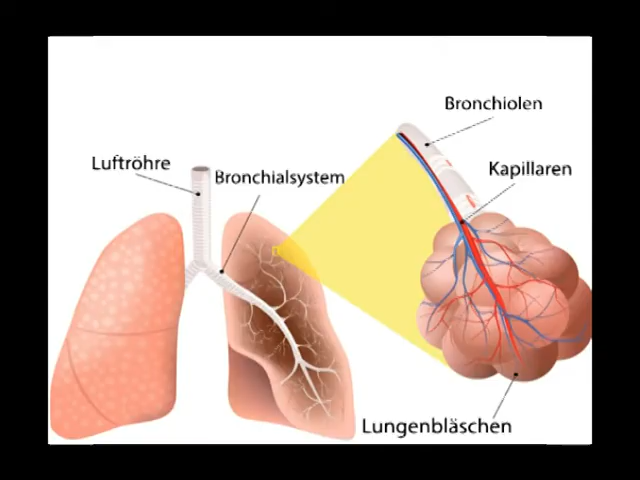 Bronchiolen
Luftröhre
Kapillaren
Bronchialsystem
Lungenbläschen